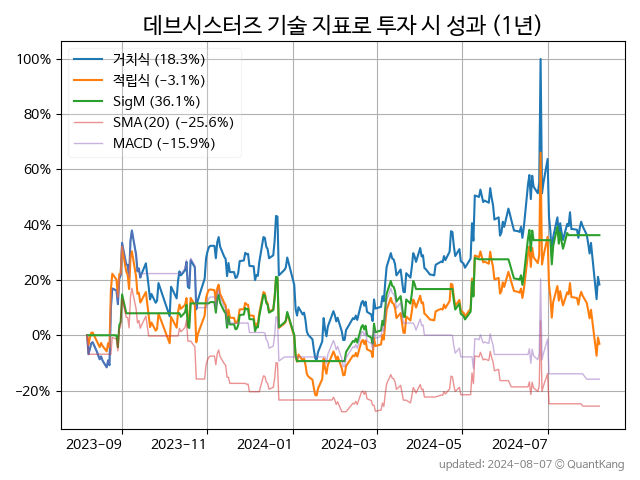 데브시스터즈 기술 지표로 투자 시 성과 (1년)
100%
80%
60%
40%
20%
0%
−20%
거치식 (18.3%)
적립식 (−3.1%)
SigM (36.1%)
SMA(20) (−25.6%)
MACD (−15.9%)
2023-09
2023-11
2024-01
2024-03
2024-05
2024-07
updated: 2024-08-07 © QuantKang